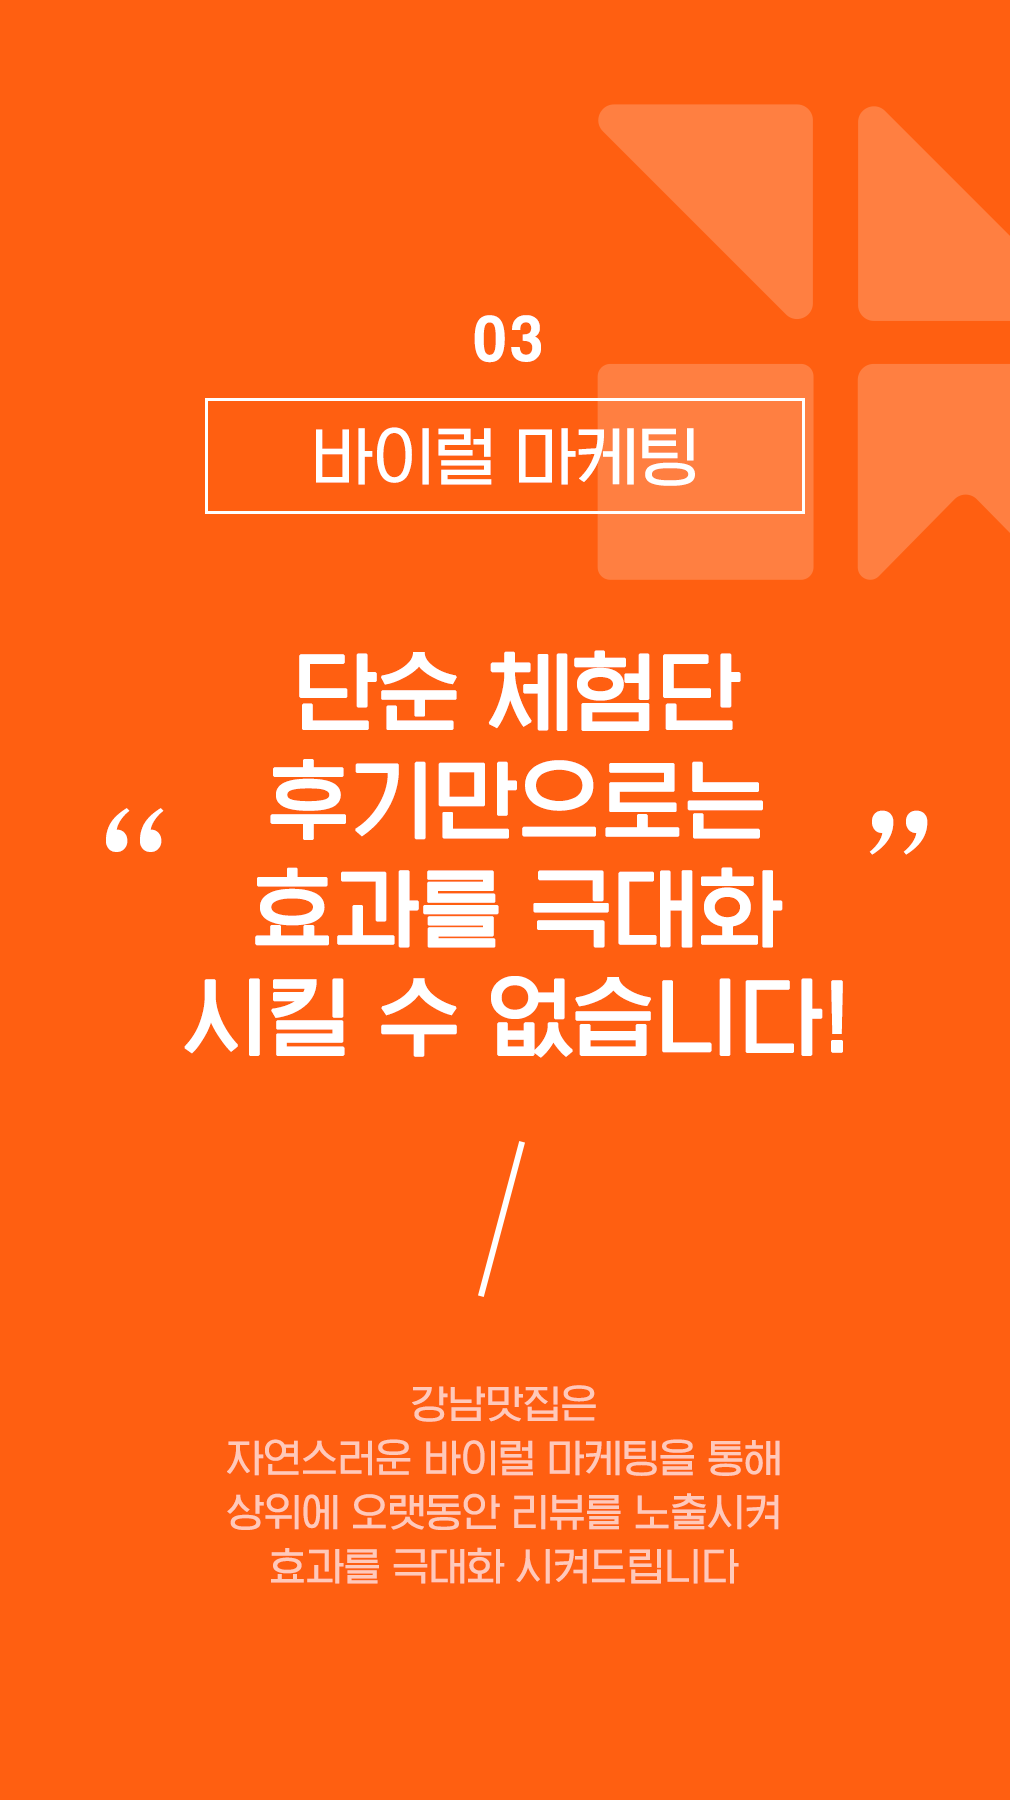 03
바이럴 마케팅
단순 체험단
“ 후기만으로는 ”
효과를 극대화
시킬 수 없습니다!
강남맛집은
자연스러운 바이럴 마케팅을 통해
상위에 오랫동안 리뷰를 노출시켜
효과를 극대화 시켜드립니다